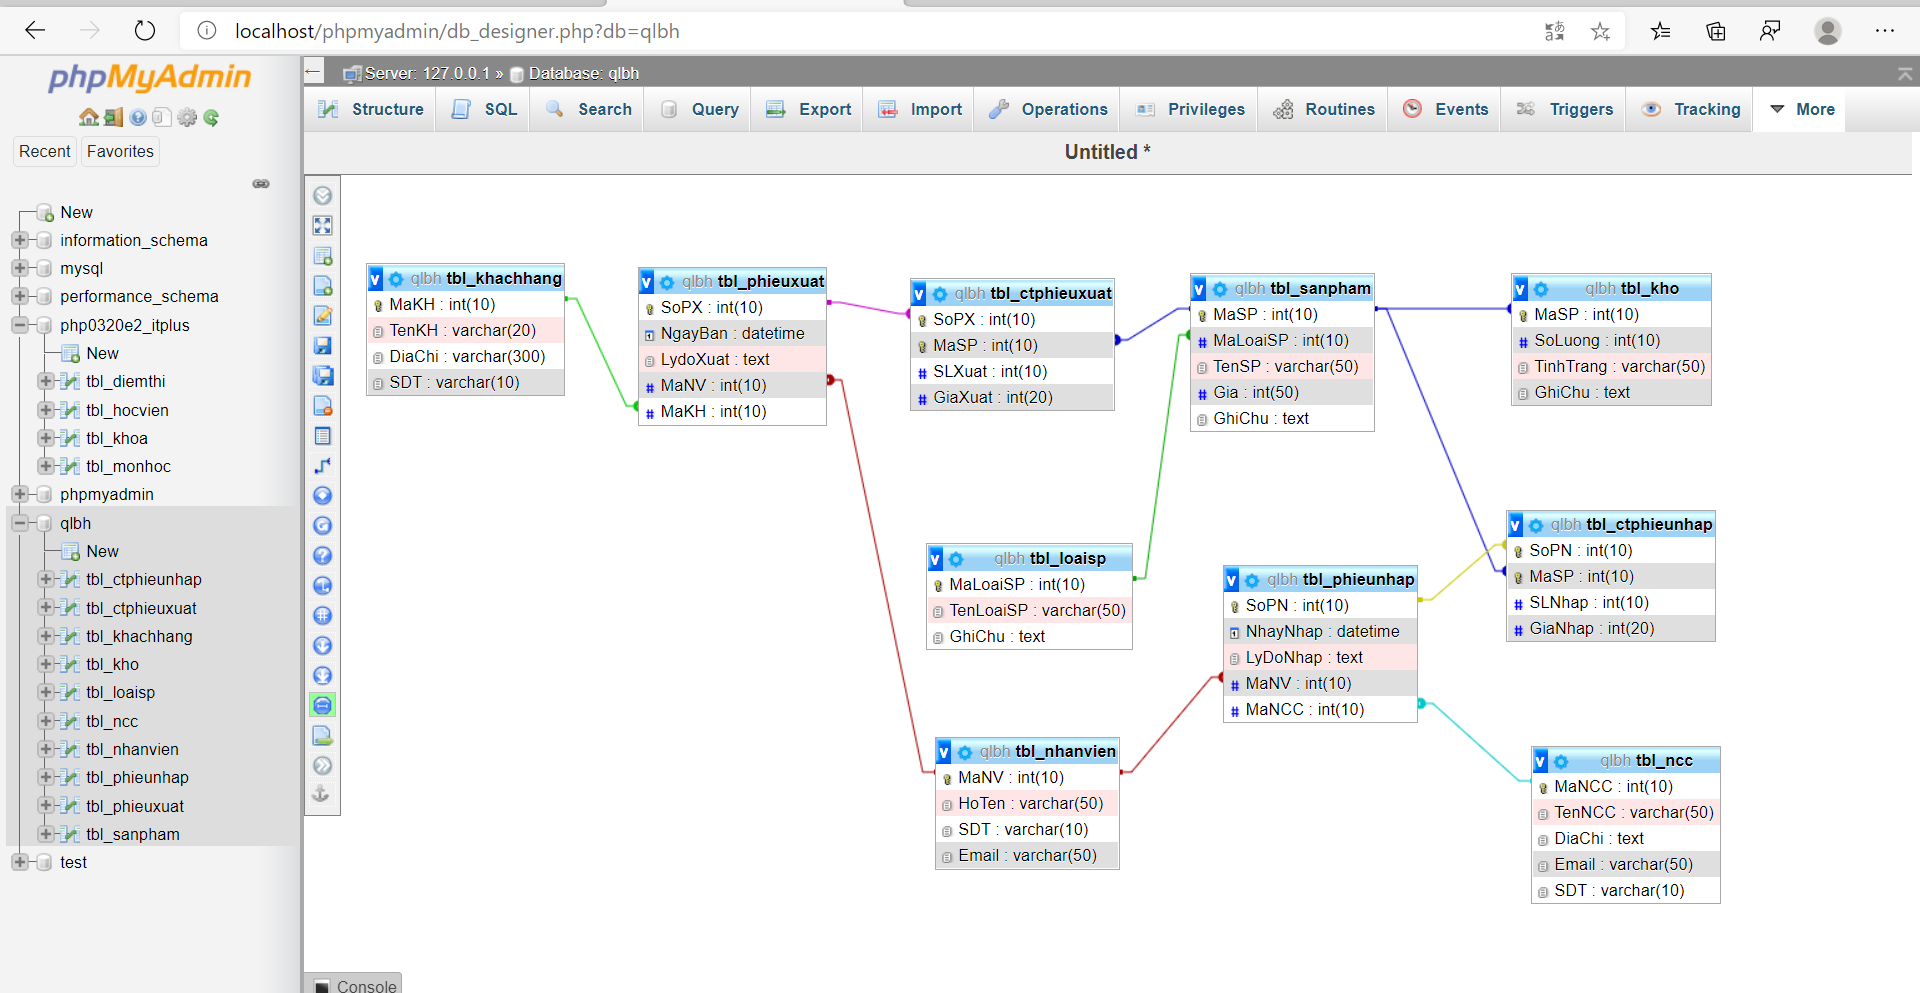 localhost/phpmyadmin/db_designer.php?db=qlbh
phpMyAdmin
Recent
Favorites
New
information_schema
mysql
performance_schema
php0320e2_itplus
New
tbl_diemthi
tbl_hocvien
tbl_khoa
tbl_monhoc
phpmyadmin
qlbh
New
tbl_ctphieunhap
tbl_ctphieuxuat
tbl_khachhang
tbl_kho
tbl_loaisp
tbl_ncc
tbl_nhanvien
tbl_phieunhap
tbl_phieuxuat
tbl_sanpham
test
Server: 127.0.0.1 » Database: qlbh
Structure SQL Search Query Export Import Operations Privileges Routines Events Triggers Tracking More
Untitled *
v qlbh tbl_khachhang
MaKH : int(10)
TenKH : varchar(20)
DiaChi : varchar(300)
SDT : varchar(10)
v qlbh tbl_phieuxuat
SoPX : int(10)
NgayBan : datetime
LydoXuat : text
# MaNV : int(10)
# MaKH : int(10)
v qlbh tbl_ctphieuxuat
SoPX : int(10)
MaSP : int(10)
# SLXuat : int(10)
# GiaXuat : int(20)
v qlbh tbl_sanpham
MaSP : int(10)
# MaLoaiSP : int(10)
TenSP : varchar(50)
# Gia : int(50)
GhiChu : text
v qlbh tbl_kho
MaSP : int(10)
# SoLuong : int(10)
TinhTrang : varchar(50)
GhiChu : text
v qlbh tbl_loaisp
MaLoaiSP : int(10)
TenLoaiSP : varchar(50)
GhiChu : text
v qlbh tbl_phieunhap
SoPN : int(10)
NhayNhap : datetime
LyDoNhap : text
# MaNV : int(10)
# MaNCC : int(10)
v qlbh tbl_ctphieunhap
SoPN : int(10)
MaSP : int(10)
# SLNhap : int(10)
# GiaNhap : int(20)
v qlbh tbl_nhanvien
MaNV : int(10)
HoTen : varchar(50)
SDT : varchar(10)
Email : varchar(50)
v qlbh tbl_ncc
MaNCC : int(10)
TenNCC : varchar(50)
DiaChi : text
Email : varchar(50)
SDT : varchar(10)
Console